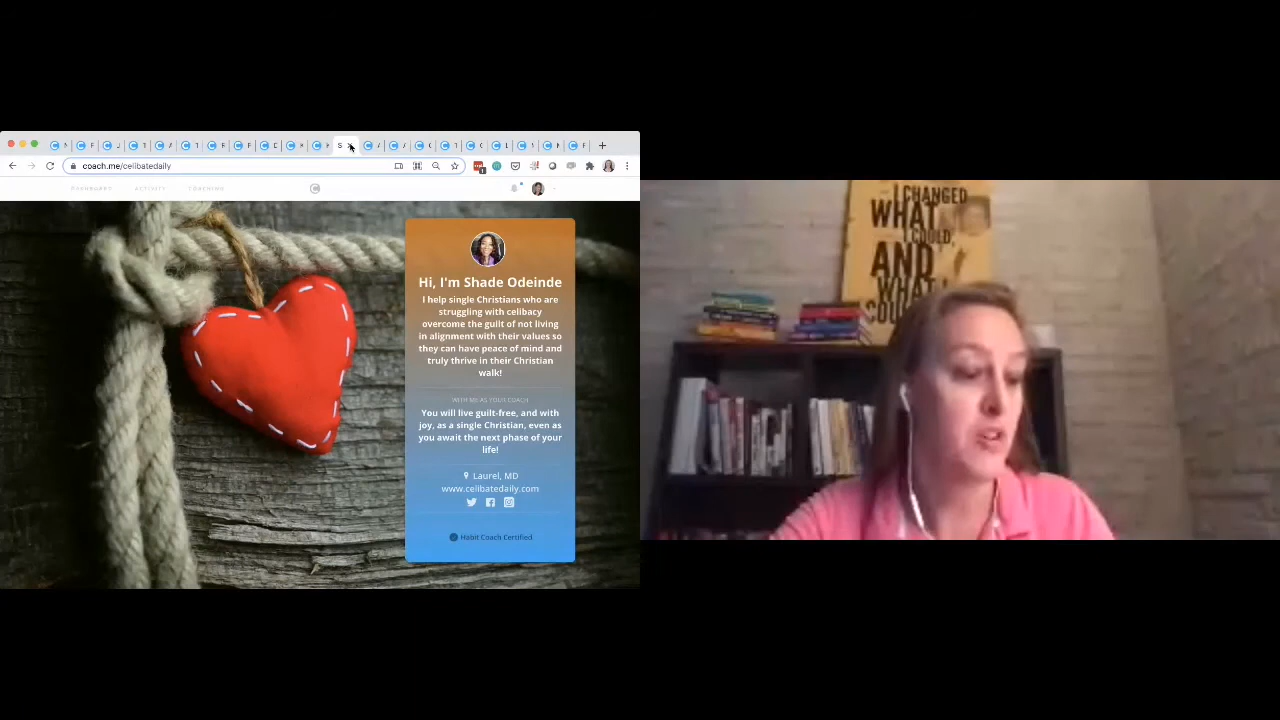 coach.me/celibatedaily
DASHBOARD ACTIVITY COACHING
Hi, I'm Shade Odeinde
I help single Christians who are
struggling with celibacy
overcome the guilt of not living
in alignment with their values so
they can have peace of mind and
truly thrive in their Christian
walk!
WITH ME AS YOUR COACH
You will live guilt-free, and with
joy, as a single Christian, even as
you await the next phase of your
life!
Laurel, MD
www.celibatedaily.com
Habit Coach Certified
I CHANGED
WHAT
I COULD,
AND
WHAT I